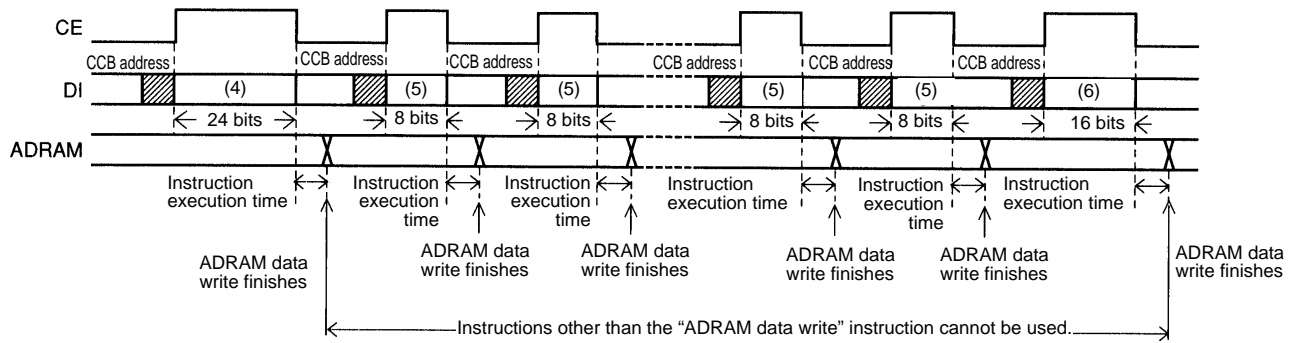 CE
CCB address CCB address CCB address CCB address CCB address CCB address
DI
(4) (5) (5) (5) (5) (6)
24 bits 8 bits 8 bits 8 bits 8 bits 16 bits
ADRAM
Instruction execution time
Instruction execution time
Instruction execution time
Instruction execution time
Instruction execution time
Instruction execution time
ADRAM data write finishes
ADRAM data write finishes
ADRAM data write finishes
ADRAM data write finishes
ADRAM data write finishes
ADRAM data write finishes
Instructions other than the “ADRAM data write” instruction cannot be used.